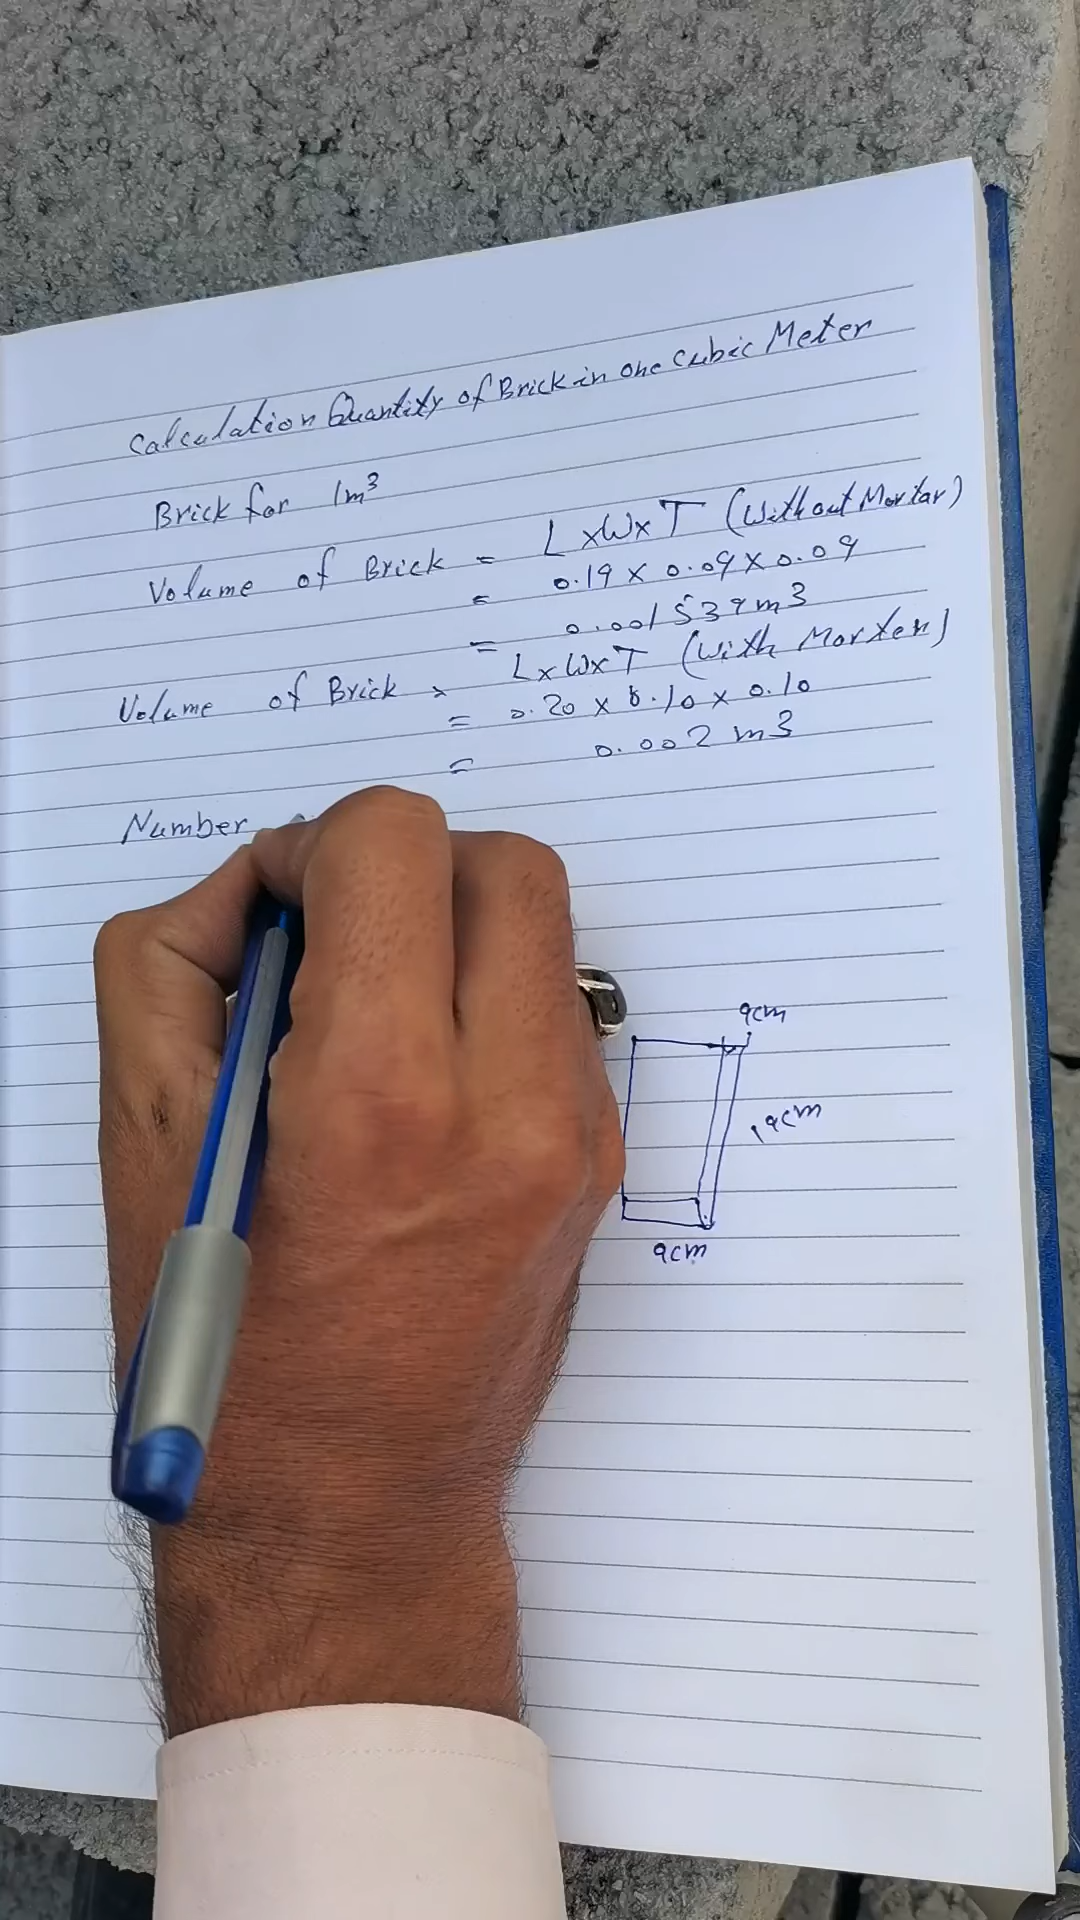 Calculation Quantity of Brick in one Cubic Meter
Brick for 1m³
Volume of Brick = L x W x T (Without Mortar)
= 0.19 x 0.09 x 0.09
= 0.001539 m3
Volume of Brick = L x W x T (With Morter)
= 0.20 x 0.10 x 0.10
= 0.002 m3
Number
9cm
19cm
9cm